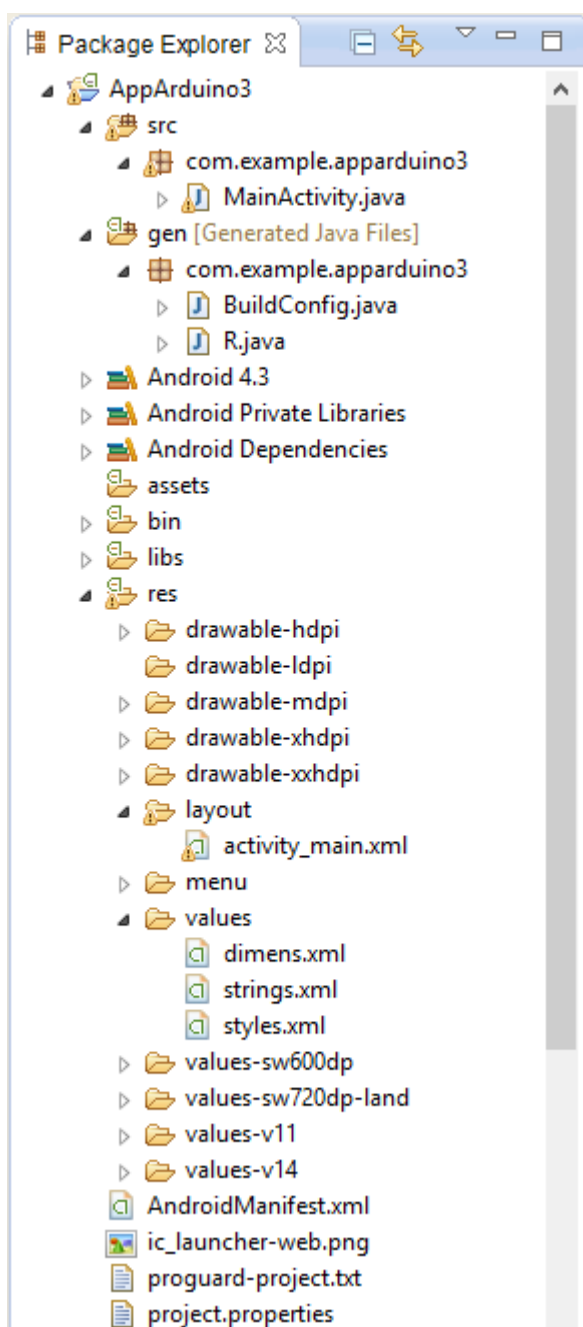 Package Explorer
AppArduino3
src
com.example.apparduino3
MainActivity.java
gen [Generated Java Files]
com.example.apparduino3
BuildConfig.java
R.java
Android 4.3
Android Private Libraries
Android Dependencies
assets
bin
libs
res
drawable-hdpi
drawable-ldpi
drawable-mdpi
drawable-xhdpi
drawable-xxhdpi
layout
activity_main.xml
menu
values
dimens.xml
strings.xml
styles.xml
values-sw600dp
values-sw720dp-land
values-v11
values-v14
AndroidManifest.xml
ic_launcher-web.png
proguard-project.txt
project.properties